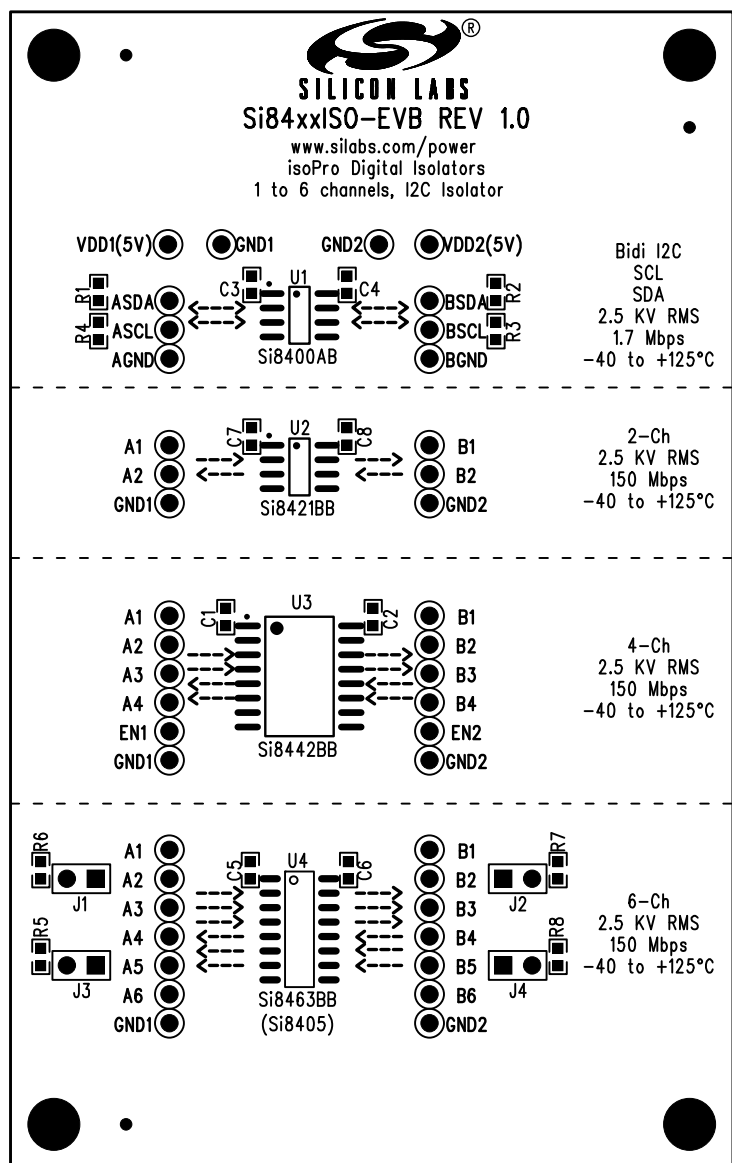 ®
SILICON LABS
Si84xxISO-EVB REV 1.0
www.silabs.com/power
isoPro Digital Isolators
1 to 6 channels, I2C Isolator
VDD1(5V) GND1 GND2 VDD2(5V)
R1 ASDA C3 U1 C4 BSDA R2
R4 ASCL BSCL R3
AGND Si8400AB BGND
Bidi I2C
SCL
SDA
2.5 KV RMS
1.7 Mbps
-40 to +125°C
A1 C7 U2 C8 B1
A2 B2
GND1 Si8421BB GND2
2-Ch
2.5 KV RMS
150 Mbps
-40 to +125°C
A1 C1 U3 C2 B1
A2 B2
A3 B3
A4 B4
EN1 EN2
GND1 Si8442BB GND2
4-Ch
2.5 KV RMS
150 Mbps
-40 to +125°C
R6 A1 C5 U4 C6 B1 R7
J1 A2 B2 J2
A3 B3
R5 A4 B4 R8
J3 A5 B5 J4
A6 Si8463BB B6
GND1 (Si8405) GND2
6-Ch
2.5 KV RMS
150 Mbps
-40 to +125°C